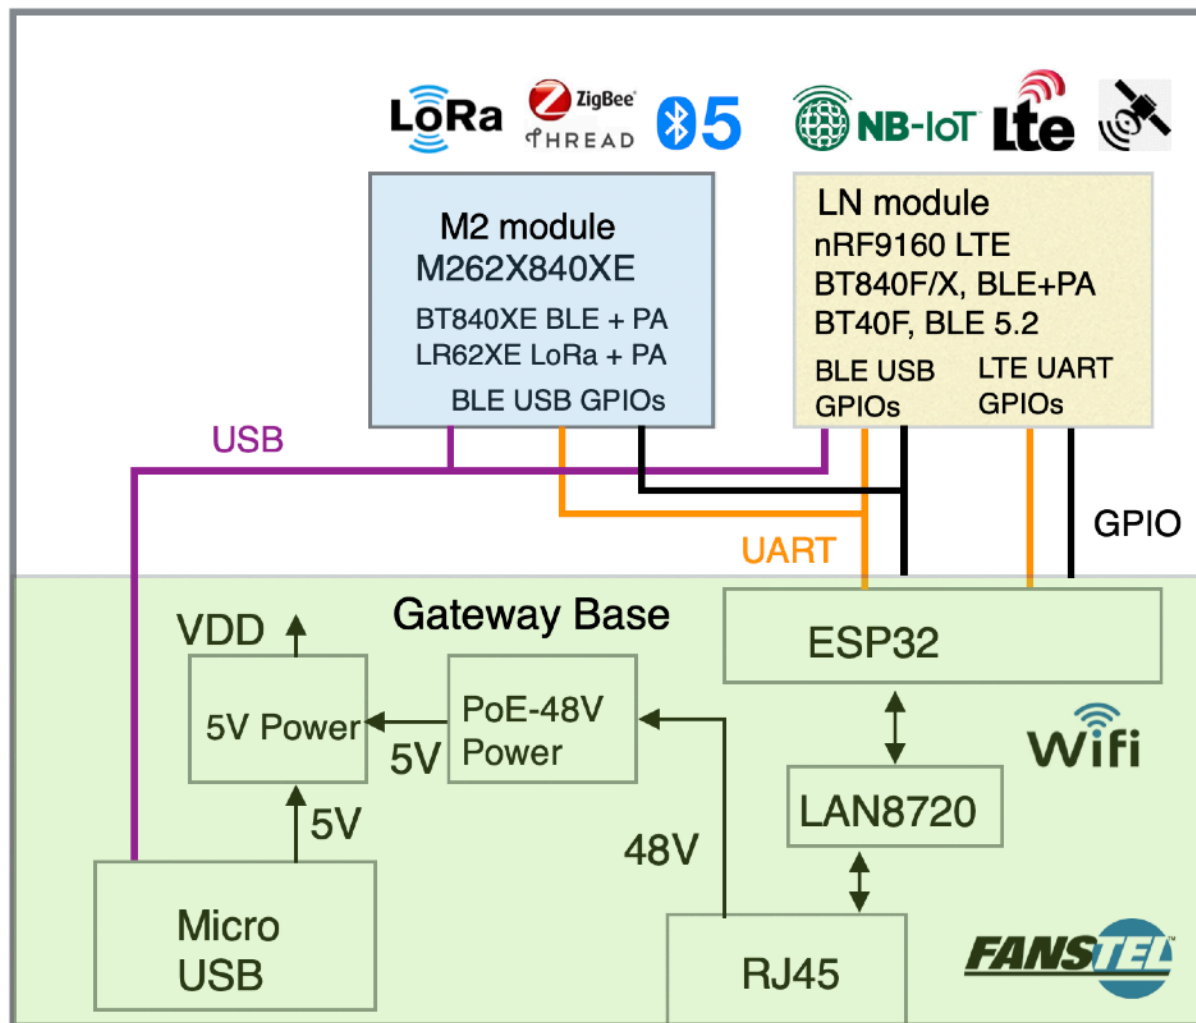 LoRa
ZigBee®
THREAD
5
NB-IoT
Lte
M2 module
M262X840XE
BT840XE BLE + PA
LR62XE LoRa + PA
BLE USB GPIOs
LN module
nRF9160 LTE
BT840F/X, BLE+PA
BT40F, BLE 5.2
BLE USB
GPIOs
LTE UART
GPIOs
USB
UART
GPIO
Gateway Base
VDD
5V Power
5V
PoE-48V
Power
ESP32
Wifi
LAN8720
5V
48V
Micro
USB
RJ45
FANSTEL™